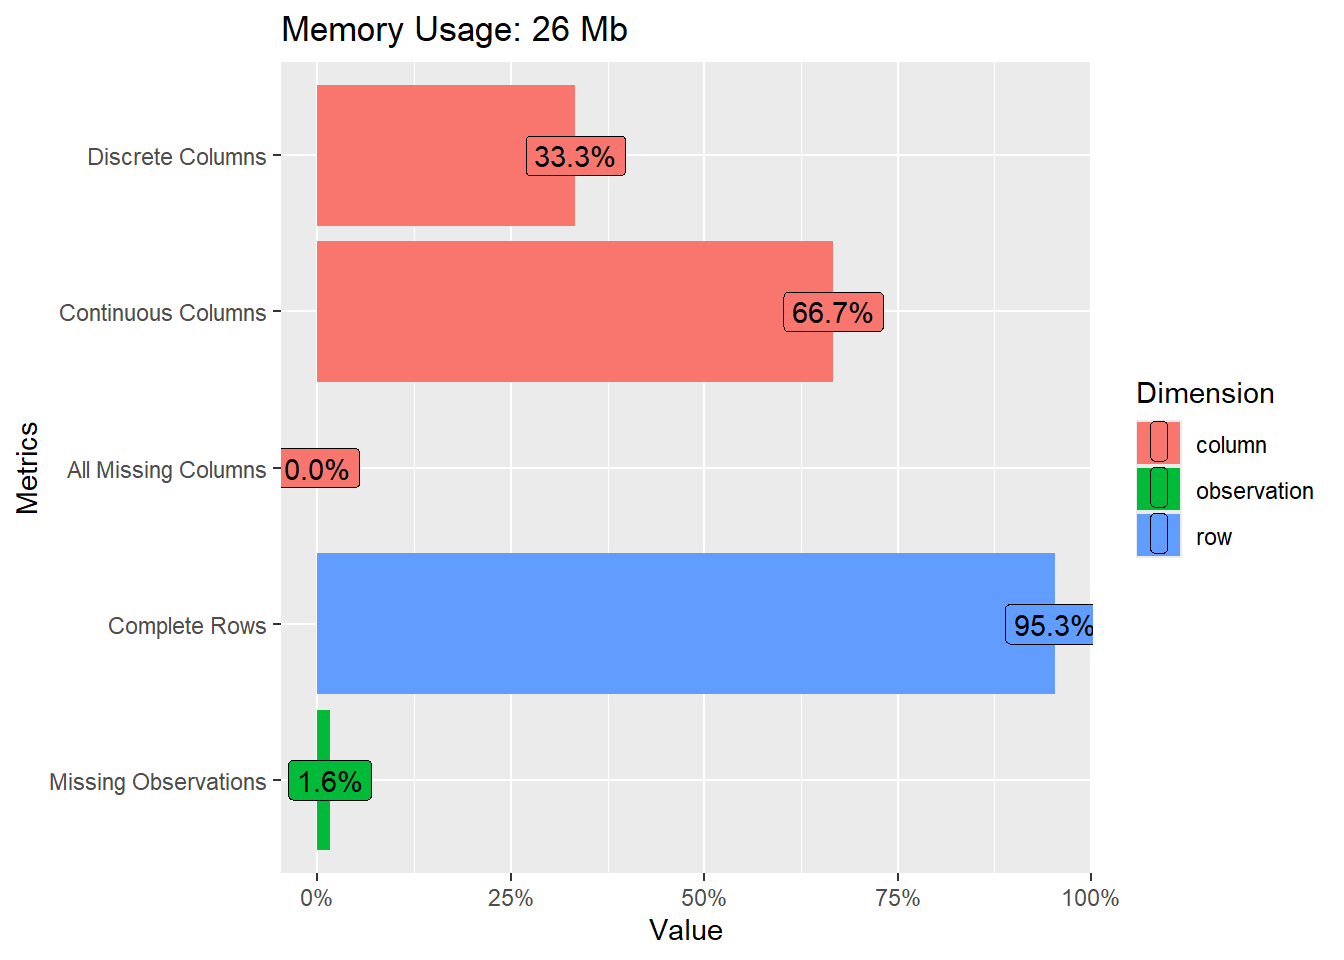 Memory Usage: 26 Mb
Metrics
Discrete Columns
33.3%
Continuous Columns
66.7%
All Missing Columns
0.0%
Complete Rows
95.3%
Missing Observations
1.6%
0%
25%
50%
75%
100%
Value
Dimension
column
observation
row